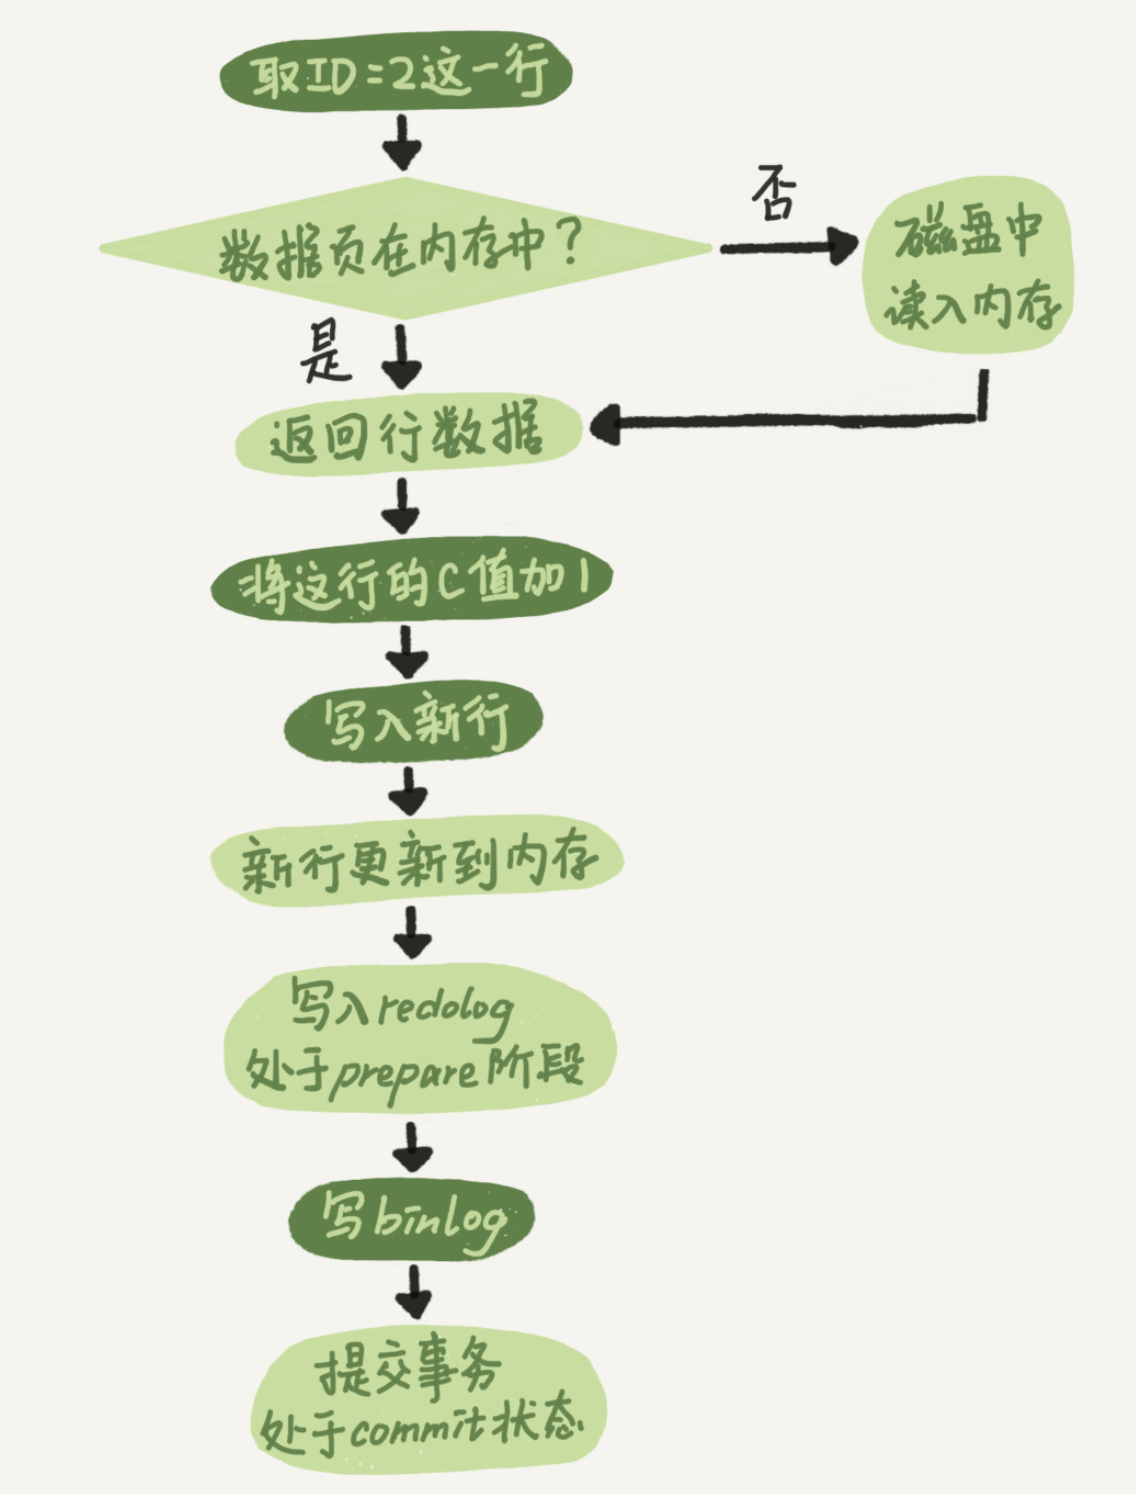 取ID=2这一行
数据页在内存中?
否
磁盘中
读入内存
是
返回行数据
将这行的C值加1
写入新行
新行更新到内存
写入redolog
处于prepare阶段
写binlog
提交事务
处于commit状态